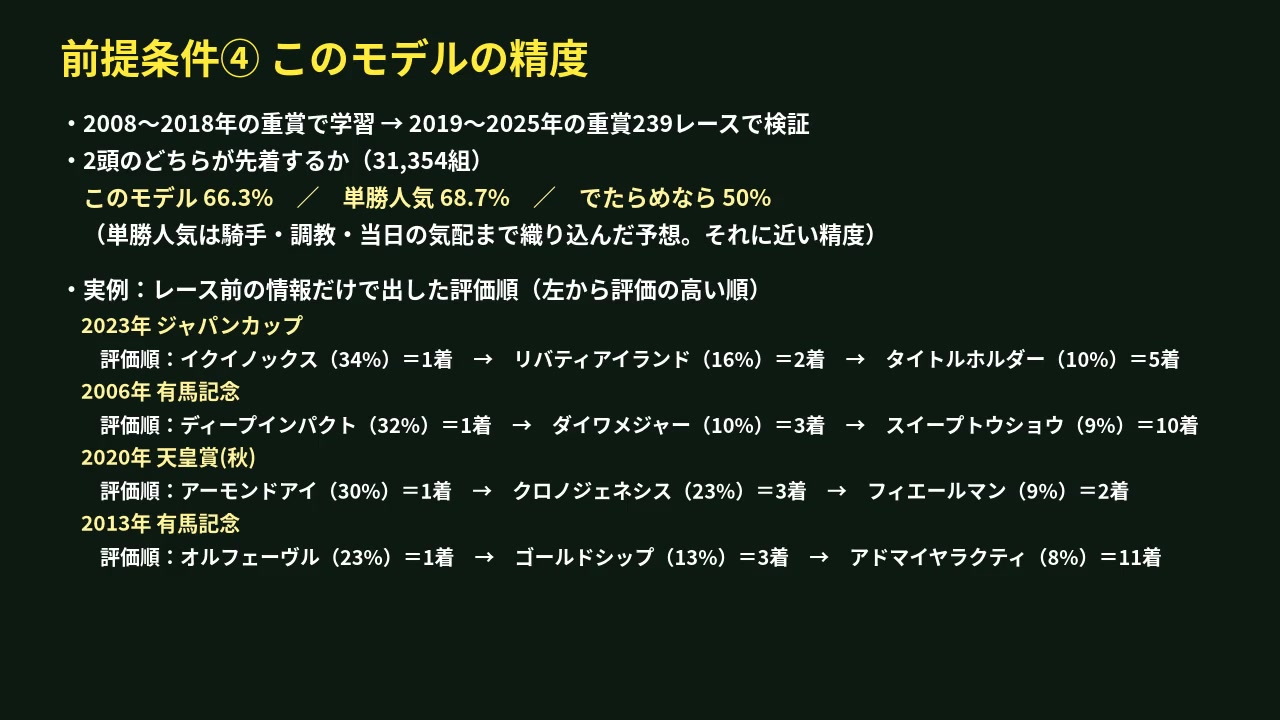 前提条件④ このモデルの精度
・2008〜2018年の重賞で学習 → 2019〜2025年の重賞239レースで検証
・2頭のどちらが先着するか（31,354組）
このモデル 66.3%　／　単勝人気 68.7%　／　でたらめなら 50%
（単勝人気は騎手・調教・当日の気配まで織り込んだ予想。それに近い精度）
・実例：レース前の情報だけで出した評価順（左から評価の高い順）
2023年 ジャパンカップ
評価順：イクイノックス（34%）＝1着　→　リバティアイランド（16%）＝2着　→　タイトルホルダー（10%）＝5着
2006年 有馬記念
評価順：ディープインパクト（32%）＝1着　→　ダイワメジャー（10%）＝3着　→　スイープトウショウ（9%）＝10着
2020年 天皇賞(秋)
評価順：アーモンドアイ（30%）＝1着　→　クロノジェネシス（23%）＝3着　→　フィエールマン（9%）＝2着
2013年 有馬記念
評価順：オルフェーヴル（23%）＝1着　→　ゴールドシップ（13%）＝3着　→　アドマイヤラクティ（8%）＝11着